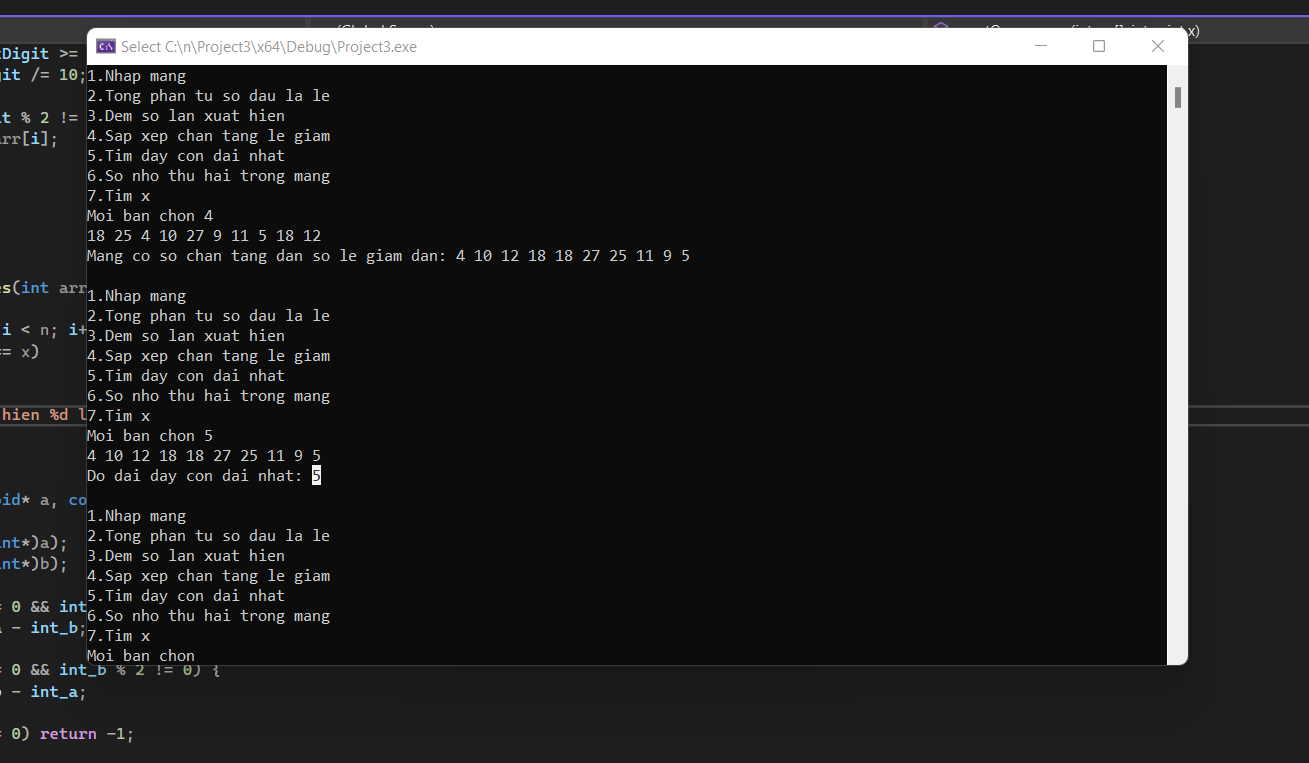 (Global Scope)
x)
Digit >=
it /= 10;
t % 2 !=
rr[i];
s(int arr
i < n; i+
= x)
hien %d l
id* a, co
nt*)a);
nt*)b);
= 0 && int
- int_b;
= 0 && int_b % 2 != 0) {
- int_a;
= 0) return -1;
Select C:\n\Project3\x64\Debug\Project3.exe
1.Nhap mang
2.Tong phan tu so dau la le
3.Dem so lan xuat hien
4.Sap xep chan tang le giam
5.Tim day con dai nhat
6.So nho thu hai trong mang
7.Tim x
Moi ban chon 4
18 25 4 10 27 9 11 5 18 12
Mang co so chan tang dan so le giam dan: 4 10 12 18 18 27 25 11 9 5
1.Nhap mang
2.Tong phan tu so dau la le
3.Dem so lan xuat hien
4.Sap xep chan tang le giam
5.Tim day con dai nhat
6.So nho thu hai trong mang
7.Tim x
Moi ban chon 5
4 10 12 18 18 27 25 11 9 5
Do dai day con dai nhat: 5
1.Nhap mang
2.Tong phan tu so dau la le
3.Dem so lan xuat hien
4.Sap xep chan tang le giam
5.Tim day con dai nhat
6.So nho thu hai trong mang
7.Tim x
Moi ban chon